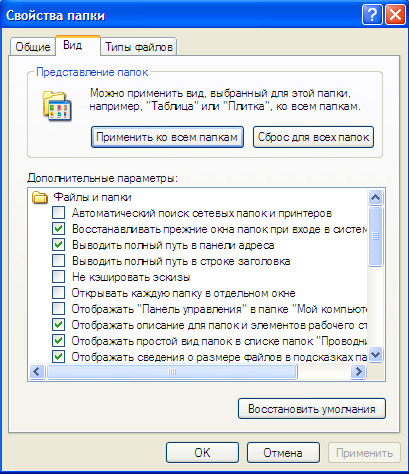 Свойства папки
Общие Вид Типы файлов
Представление папок
Можно применить вид, выбранный для этой папки,
например, "Таблица" или "Плитка", ко всем папкам.
Применить ко всем папкам Сброс для всех папок
Дополнительные параметры:
Файлы и папки
Автоматический поиск сетевых папок и принтеров
Восстанавливать прежние окна папок при входе в систем
Выводить полный путь в панели адреса
Выводить полный путь в строке заголовка
Не кэшировать эскизы
Открывать каждую папку в отдельном окне
Отображать "Панель управления" в папке "Мой компьют
Отображать описание для папок и элементов рабочего ст
Отображать простой вид папок в списке папок "Проводни
Отображать сведения о размере файлов в подсказках па
Восстановить умолчания
OK Отмена Применить